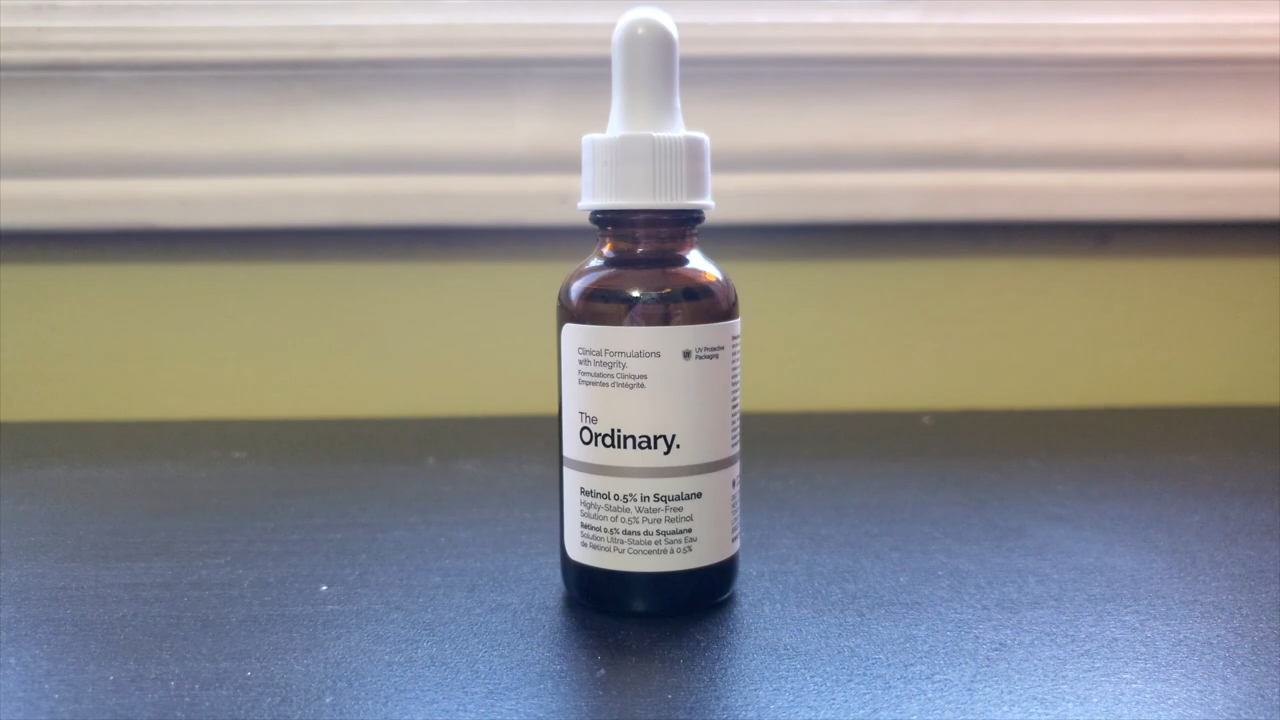 Clinical Formulations
with Integrity.
Formulations Cliniques
Empreintes d'Intégrité.
UV
UV Protective
Packaging
The
Ordinary.
Retinol 0.5% in Squalane
Highly-Stable, Water-Free
Solution of 0.5% Pure Retinol
Rétinol 0.5% dans du Squalane
Solution Ultra-Stable et Sans Eau
de Rétinol Pur Concentré à 0.5%